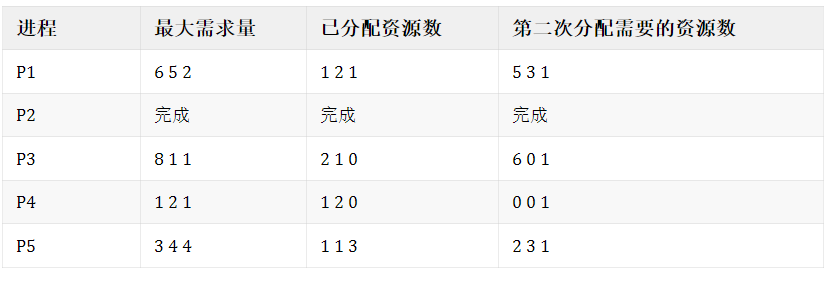 进程 最大需求量 已分配资源数 第二次分配需要的资源数
P1 6 5 2 1 2 1 5 3 1
P2 完成 完成 完成
P3 8 1 1 2 1 0 6 0 1
P4 1 2 1 1 2 0 0 0 1
P5 3 4 4 1 1 3 2 3 1